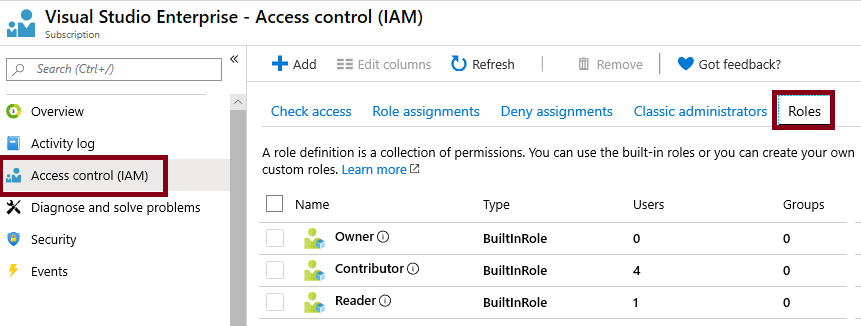 Visual Studio Enterprise - Access control (IAM)
Subscription
Search (Ctrl+/)
«
Overview
Activity log
Access control (IAM)
Diagnose and solve problems
Security
Events
Add Edit columns Refresh Remove Got feedback?
Check access Role assignments Deny assignments Classic administrators Roles
A role definition is a collection of permissions. You can use the built-in roles or you can create your own
custom roles. Learn more
Name Type Users Groups
Owner BuiltInRole 0 0
Contributor BuiltInRole 4 0
Reader BuiltInRole 1 0